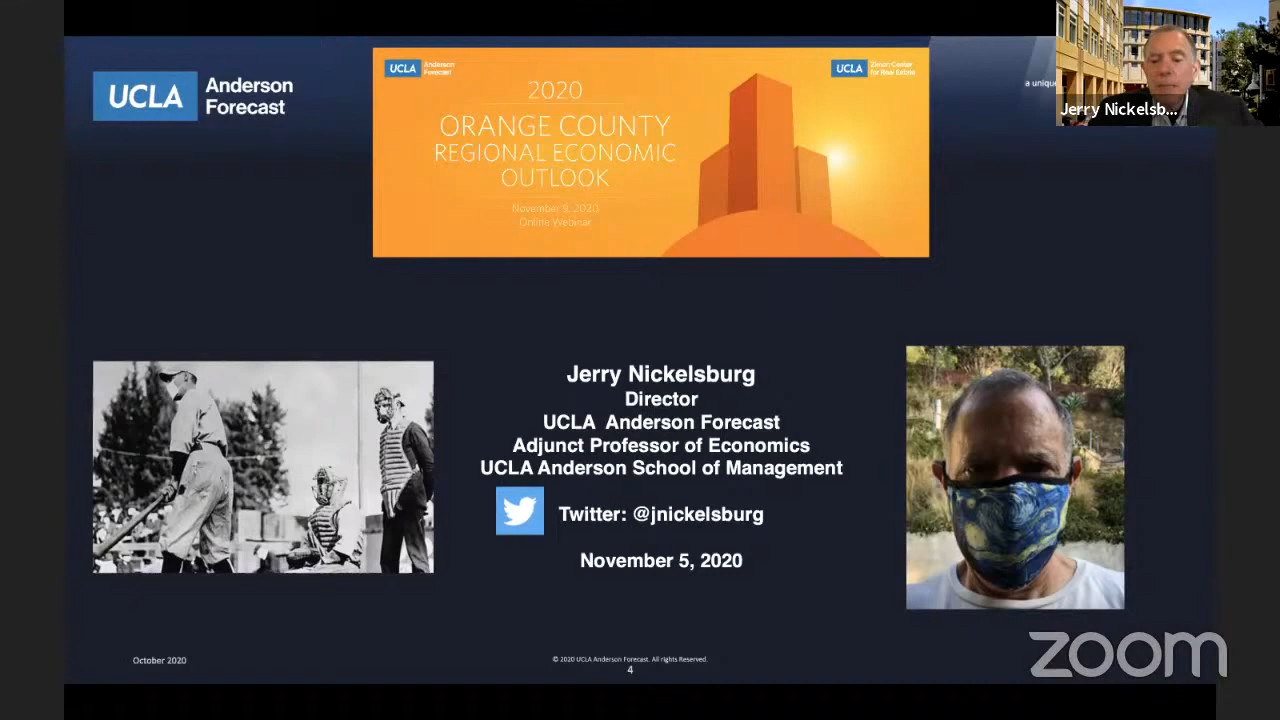 UCLA
Anderson
Forecast
UCLA
Anderson
Forecast
UCLA
Ziman Center
for Real Estate
2020
ORANGE COUNTY
REGIONAL ECONOMIC
OUTLOOK
November 9, 2020
Online Webinar
a unique
Jerry Nickelsb...
Jerry Nickelsburg
Director
UCLA Anderson Forecast
Adjunct Professor of Economics
UCLA Anderson School of Management
Twitter: @jnickelsburg
November 5, 2020
October 2020
© 2020 UCLA Anderson Forecast. All rights Reserved.
4
zoom